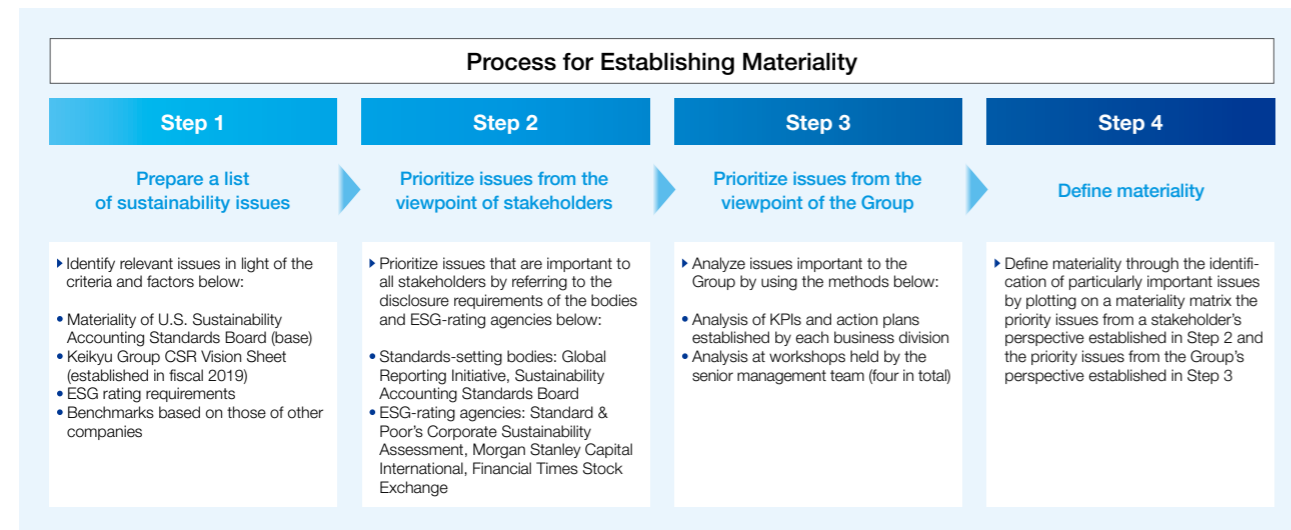 Process for Establishing Materiality
Step 1
Prepare a list
of sustainability issues
Identify relevant issues in light of the
criteria and factors below:
• Materiality of U.S. Sustainability
Accounting Standards Board (base)
• Keikyu Group CSR Vision Sheet
(established in fiscal 2019)
• ESG rating requirements
• Benchmarks based on those of other
companies
Step 2
Prioritize issues from the
viewpoint of stakeholders
Prioritize issues that are important to
all stakeholders by referring to the
disclosure requirements of the bodies
and ESG-rating agencies below:
• Standards-setting bodies: Global
Reporting Initiative, Sustainability
Accounting Standards Board
• ESG-rating agencies: Standard &
Poor's Corporate Sustainability
Assessment, Morgan Stanley Capital
International, Financial Times Stock
Exchange
Step 3
Prioritize issues from the
viewpoint of the Group
Analyze issues important to the
Group by using the methods below:
• Analysis of KPIs and action plans
established by each business division
• Analysis at workshops held by the
senior management team (four in total)
Step 4
Define materiality
Define materiality through the identifi-
cation of particularly important issues
by plotting on a materiality matrix the
priority issues from a stakeholder's
perspective established in Step 2 and
the priority issues from the Group's
perspective established in Step 3